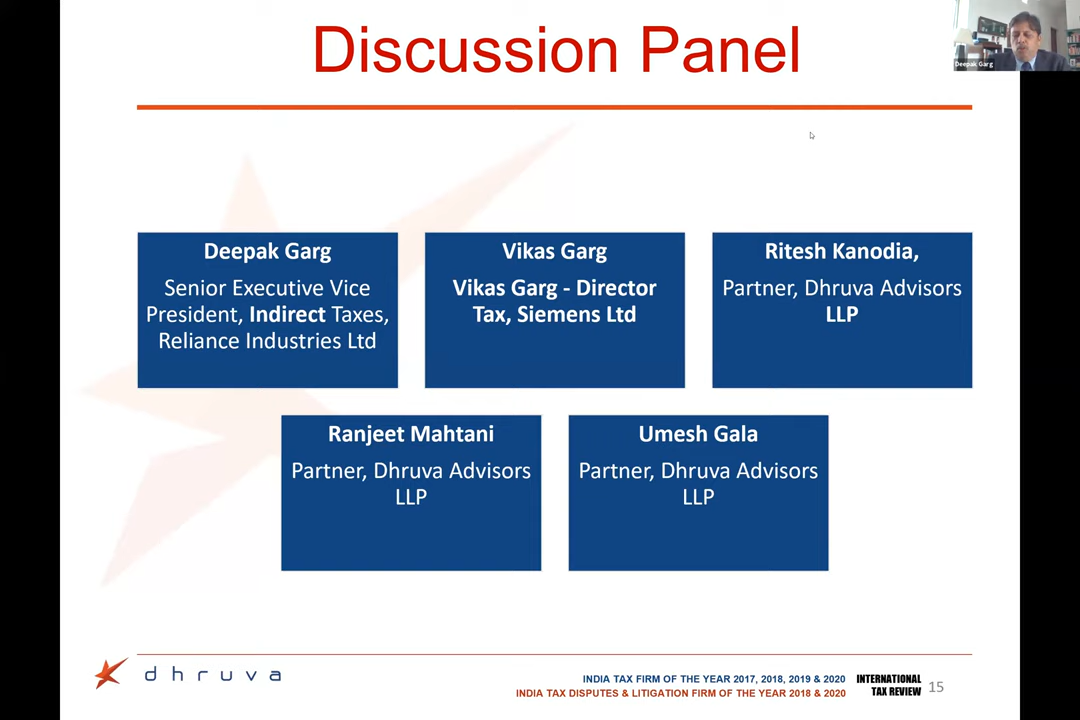 Discussion Panel
Deepak Garg
Deepak Garg
Senior Executive Vice
President, Indirect Taxes,
Reliance Industries Ltd
Vikas Garg
Vikas Garg - Director
Tax, Siemens Ltd
Ritesh Kanodia,
Partner, Dhruva Advisors
LLP
Ranjeet Mahtani
Partner, Dhruva Advisors
LLP
Umesh Gala
Partner, Dhruva Advisors
LLP
dhruva
INDIA TAX FIRM OF THE YEAR 2017, 2018, 2019 & 2020
INDIA TAX DISPUTES & LITIGATION FIRM OF THE YEAR 2018 & 2020
INTERNATIONAL
TAX REVIEW
15